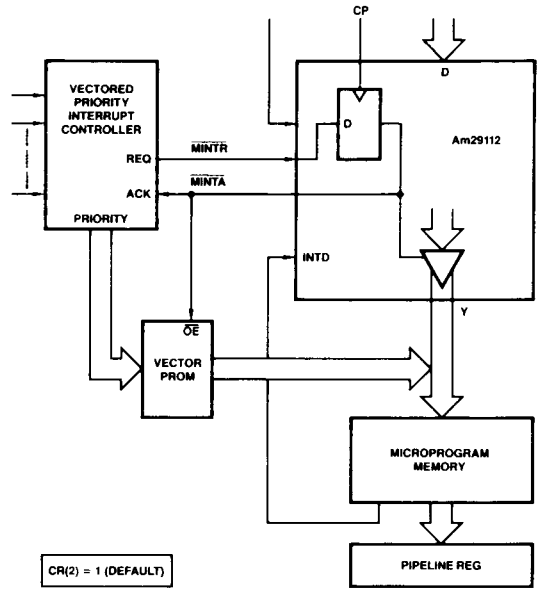 CP
D
VECTORED
PRIORITY
INTERRUPT
CONTROLLER
REQ
ACK
PRIORITY
MINTR
MINTA
D
Am29112
INTD
Y
OE
VECTOR
PROM
MICROPROGRAM
MEMORY
PIPELINE REG
CR(2) = 1 (DEFAULT)